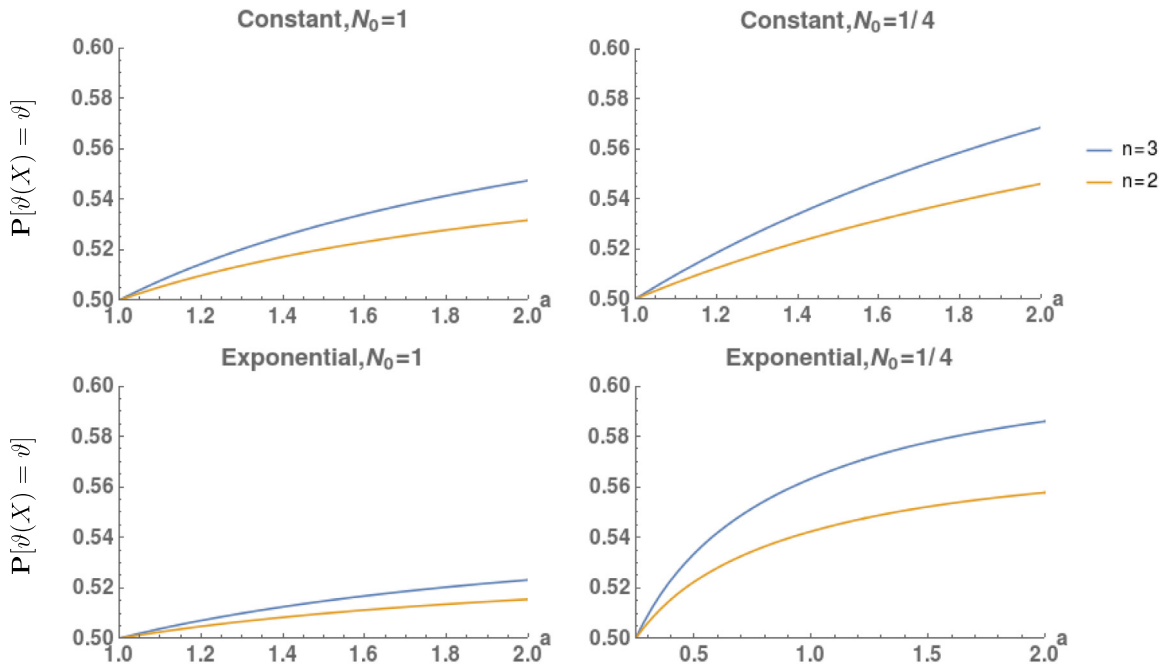 Constant,N₀=1
0.60
0.58
0.56
0.54
0.52
0.50
1.0 1.2 1.4 1.6 1.8 2.0 a
P[ϑ(X) = ϑ]
Constant,N₀=1/4
0.60
0.58
0.56
0.54
0.52
0.50
1.0 1.2 1.4 1.6 1.8 2.0 a
n=3
n=2
Exponential,N₀=1
0.60
0.58
0.56
0.54
0.52
0.50
1.0 1.2 1.4 1.6 1.8 2.0 a
P[ϑ(X) = ϑ]
Exponential,N₀=1/4
0.60
0.58
0.56
0.54
0.52
0.50
0.5 1.0 1.5 2.0 a